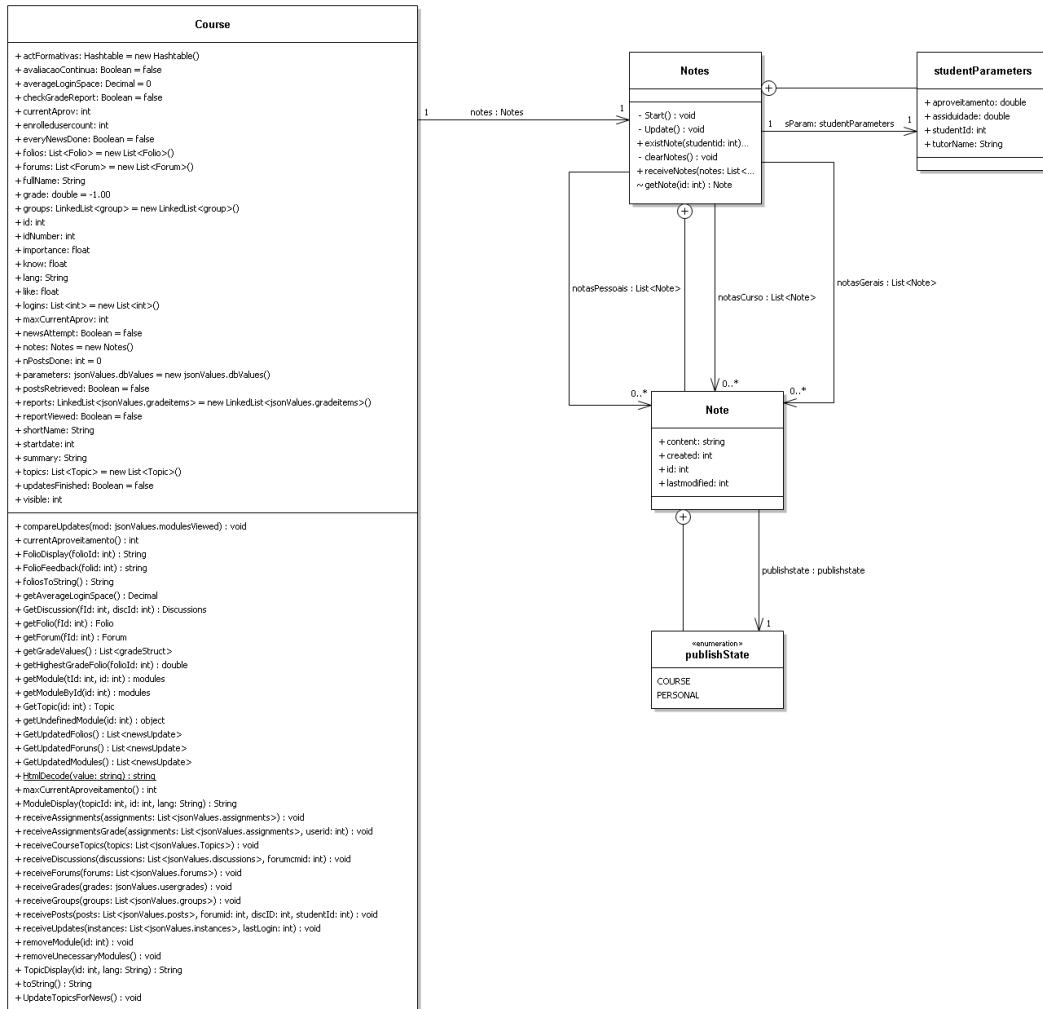 Course
+ actFormativas: Hashtable = new Hashtable()
+ avaliacaoContinua: Boolean = false
+ averageLoginSpace: Decimal = 0
+ checkGradeReport: Boolean = false
+ currentAprov: int
+ enrolledusercount: int
+ everyNewsDone: Boolean = false
+ folios: List<Folio> = new List<Folio>()
+ forums: List<Forum> = new List<Forum>()
+ fullName: String
+ grade: double = -1.00
+ groups: LinkedList<group> = new LinkedList<group>()
+ id: int
+ idNumber: int
+ importance: float
+ know: float
+ lang: String
+ like: float
+ logins: List<int> = new List<int>()
+ maxCurrentAprov: int
+ newsAttempt: Boolean = false
+ notes: Notes = new Notes()
+ nPostsDone: int = 0
+ parameters: jsonValues.dbValues = new jsonValues.dbValues()
+ postsRetrieved: Boolean = false
+ reports: LinkedList<jsonValues.gradeitems> = new LinkedList<jsonValues.gradeitems>()
+ reportViewed: Boolean = false
+ shortName: String
+ startdate: int
+ summary: String
+ topics: List<Topic> = new List<Topic>()
+ updatesFinished: Boolean = false
+ visible: int
+ compareUpdates(mod: jsonValues.modulesViewed) : void
+ currentAproveitamento() : int
+ FolioDisplay(folioId: int) : String
+ FolioFeedback(folid: int) : string
+ foliosToString() : String
+ getAverageLoginSpace() : Decimal
+ GetDiscussion(fId: int, discId: int) : Discussions
+ getFolio(fId: int) : Folio
+ getForum(fId: int) : Forum
+ getGradeValues() : List<gradeStruct>
+ getHighestGradeFolio(folioId: int) : double
+ getModule(tId: int, id: int) : modules
+ getModuleById(id: int) : modules
+ GetTopic(id: int) : Topic
+ getUndefinedModule(id: int) : object
+ GetUpdatedFolios() : List<newsUpdate>
+ GetUpdatedForuns() : List<newsUpdate>
+ GetUpdatedModules() : List<newsUpdate>
+ HtmlDecode(value: string) : string
+ maxCurrentAproveitamento() : int
+ ModuleDisplay(topicId: int, id: int, lang: String) : String
+ receiveAssignments(assignments: List<jsonValues.assignments>) : void
+ receiveAssignmentsGrade(assignments: List<jsonValues.assignments>, userid: int) : void
+ receiveCourseTopics(topics: List<jsonValues.Topics>) : void
+ receiveDiscussions(discussions: List<jsonValues.discussions>, forumcmid: int) : void
+ receiveForums(forums: List<jsonValues.forums>) : void
+ receiveGrades(grades: jsonValues.usergrades) : void
+ receiveGroups(groups: List<jsonValues.groups>) : void
+ receivePosts(posts: List<jsonValues.posts>, forumid: int, discID: int, studentId: int) : void
+ receiveUpdates(instances: List<jsonValues.instances>, lastLogin: int) : void
+ removeModule(id: int) : void
+ removeUnecessaryModules() : void
+ TopicDisplay(id: int, lang: String) : String
+ toString() : String
+ UpdateTopicsForNews() : void
1
notes : Notes
1
Notes
- Start() : void
- Update() : void
+ existNote(studentid: int)...
- clearNotes() : void
+ receiveNotes(notes: List<...
~ getNote(id: int) : Note
1
sParam: studentParameters
1
studentParameters
+ aproveitamento: double
+ assiduidade: double
+ studentId: int
+ tutorName: String
notasPessoais : List<Note>
notasCurso : List<Note>
notasGerais : List<Note>
0..*
0..*
0..*
Note
+ content: string
+ created: int
+ id: int
+ lastmodified: int
publishstate : publishstate
1
«enumeration»
publishState
COURSE
PERSONAL